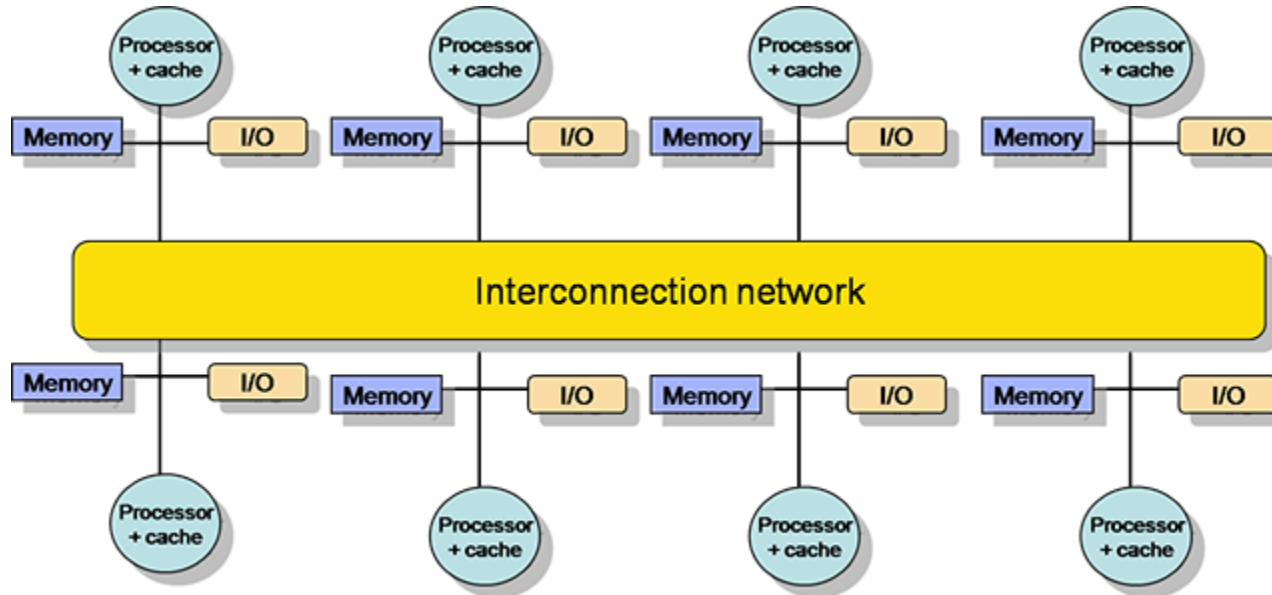 Processor
+ cache
Processor
+ cache
Processor
+ cache
Processor
+ cache
Memory
I/O
Memory
I/O
Memory
I/O
Memory
I/O
Interconnection network
Memory
I/O
Memory
I/O
Memory
I/O
Memory
I/O
Processor
+ cache
Processor
+ cache
Processor
+ cache
Processor
+ cache